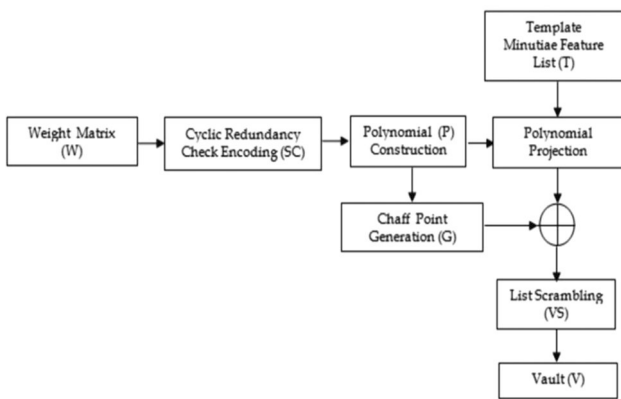 Template
Minutiae Feature
List (T)
Weight Matrix
(W)
Cyclic Redundancy
Check Encoding (SC)
Polynomial (P)
Construction
Polynomial
Projection
Chaff Point
Generation (G)
List Scrambling
(VS)
Vault (V)